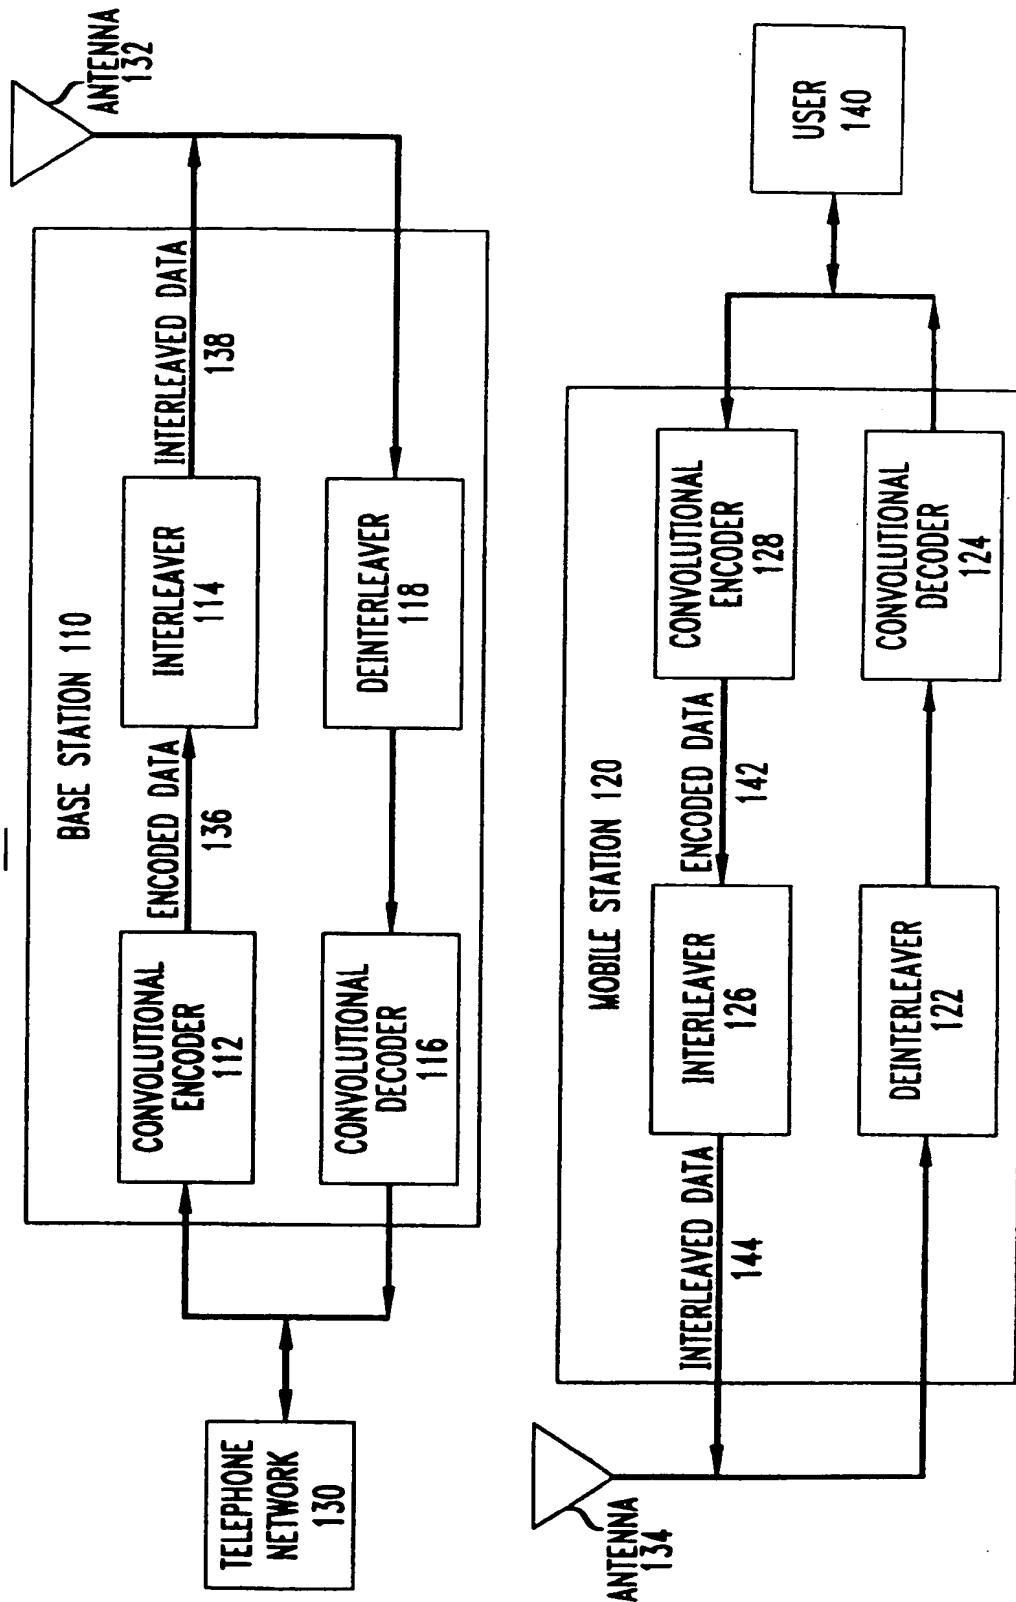 BASE STATION 110
TELEPHONE
NETWORK
130
CONVOLUTIONAL
ENCODER
112
ENCODED DATA
136
INTERLEAVER
114
INTERLEAVED DATA
138
ANTENNA
132
CONVOLUTIONAL
DECODER
116
DEINTERLEAVER
118
MOBILE STATION 120
ANTENNA
134
INTERLEAVED DATA
144
INTERLEAVER
126
ENCODED DATA
142
CONVOLUTIONAL
ENCODER
128
USER
140
DEINTERLEAVER
122
CONVOLUTIONAL
DECODER
124